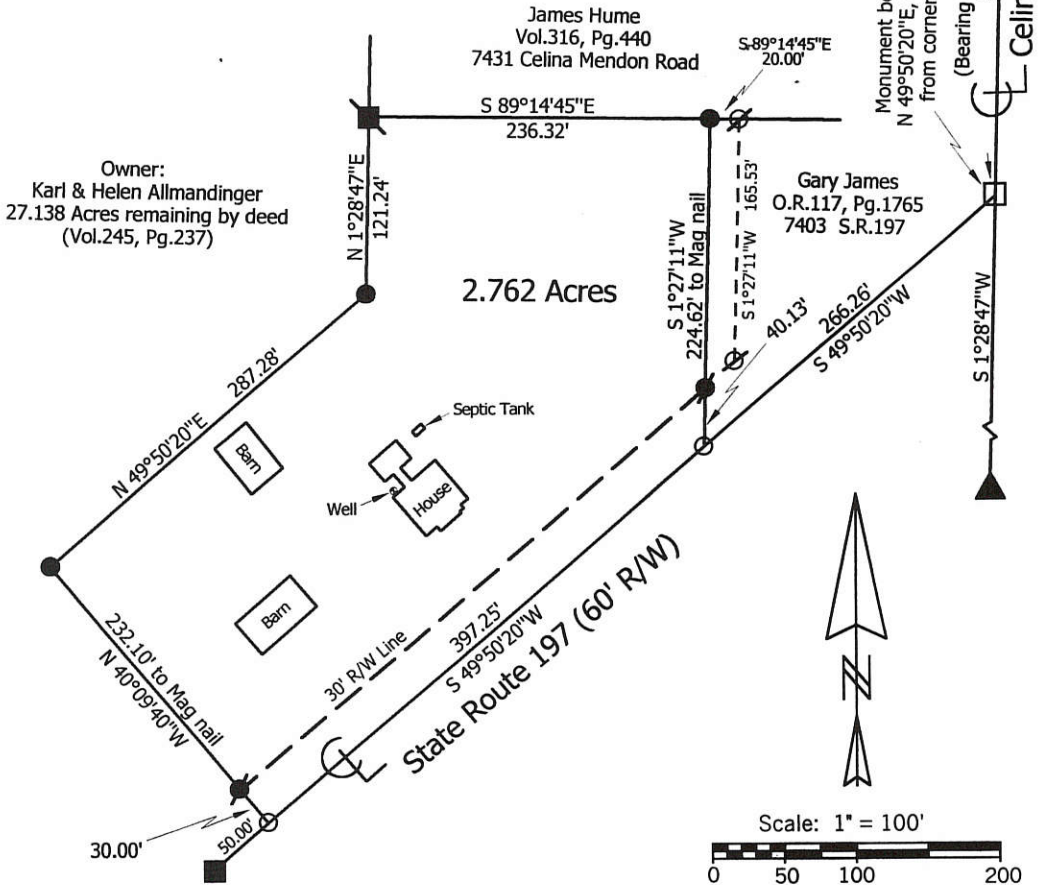 James Hume
Vol.316, Pg.440
7431 Celina Mendon Road
S 89°14'45"E
20.00'
S 89°14'45"E
236.32'
Monument be
N 49°50'20"E,
from corner
(Bearing
Celin
Owner:
Karl & Helen Allmandinger
27.138 Acres remaining by deed
(Vol.245, Pg.237)
N 1°28'47"E
121.24'
Gary James
O.R.117, Pg.1765
7403 S.R.197
S 1°27'11"W
224.62' to Mag nail
S 1°27'11"W 165.53'
2.762 Acres
40.13'
266.26'
S 49°50'20"W
S 1°28'47"W
N 49°50'20"E 287.28'
Barn
Septic Tank
Well
House
Barn
232.10' to Mag nail
N 40°09'40"W
30' R/W Line
397.25'
S 49°50'20"W
State Route 197 (60' R/W)
N
30.00'
50.00'
Scale: 1" = 100'
0 50 100 200